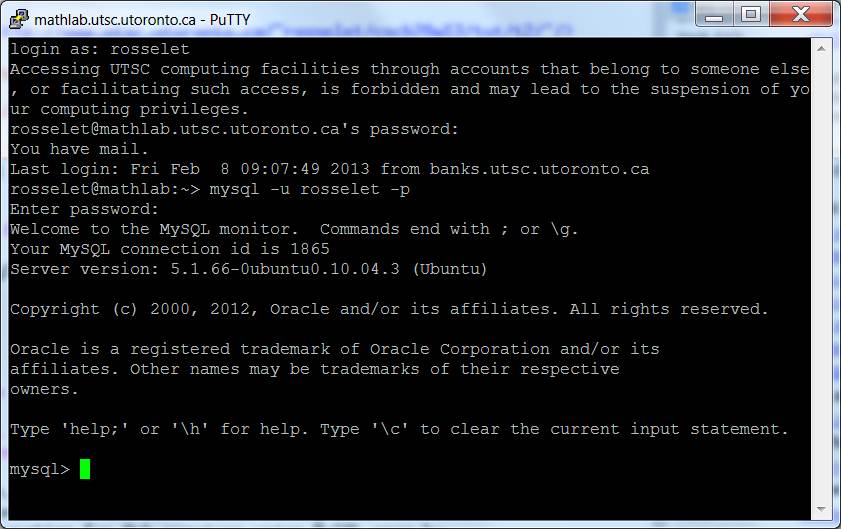 mathlab.utsc.utoronto.ca - PuTTY
login as: rosselet
Accessing UTSC computing facilities through accounts that belong to someone else
, or facilitating such access, is forbidden and may lead to the suspension of yo
ur computing privileges.
rosselet@mathlab.utsc.utoronto.ca's password:
You have mail.
Last login: Fri Feb  8 09:07:49 2013 from banks.utsc.utoronto.ca
rosselet@mathlab:~> mysql -u rosselet -p
Enter password:
Welcome to the MySQL monitor.  Commands end with ; or \g.
Your MySQL connection id is 1865
Server version: 5.1.66-0ubuntu0.10.04.3 (Ubuntu)

Copyright (c) 2000, 2012, Oracle and/or its affiliates. All rights reserved.

Oracle is a registered trademark of Oracle Corporation and/or its
affiliates. Other names may be trademarks of their respective
owners.

Type 'help;' or '\h' for help. Type '\c' to clear the current input statement.

mysql>